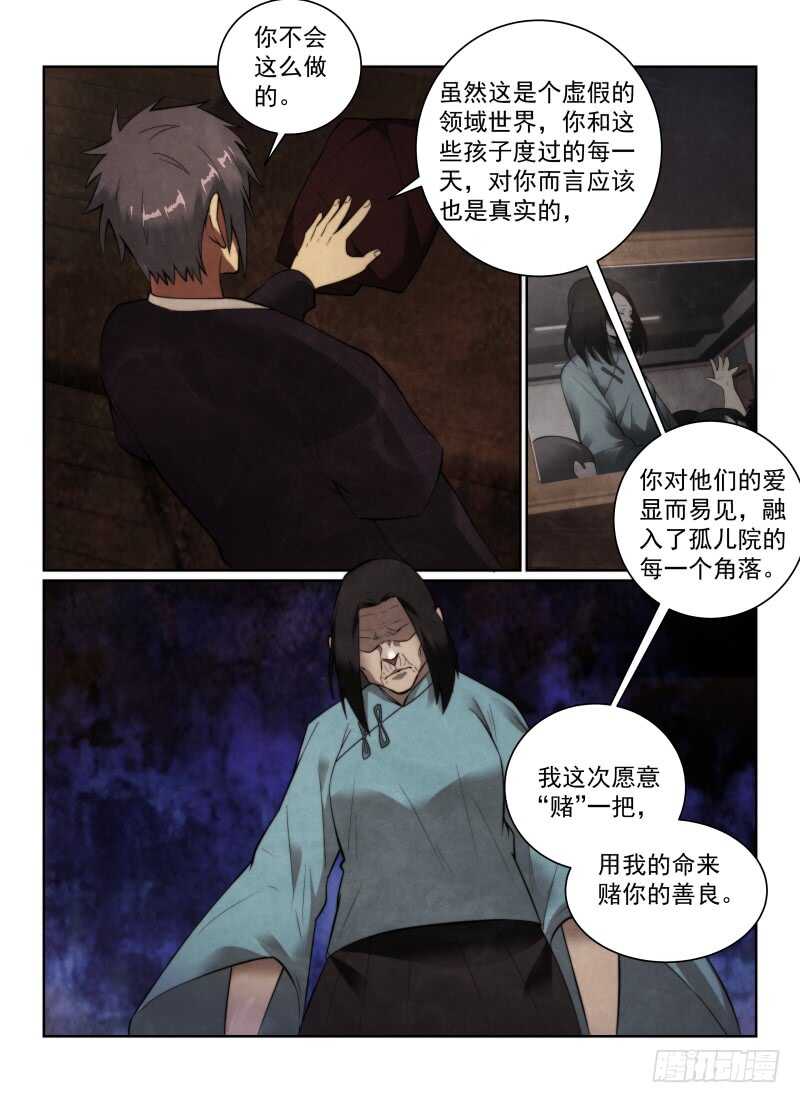 你不会
这么做
的。
虽然这是个虚假的
领域世界，你和这
些孩子度过的每一
天，对你而言应该
也是真实的，
你对他们的爱
显而易见，融
入了孤儿院的
每一个角落。
我这次愿意
“赌”一把，
用我的命来
赌你的善良。
腾讯动漫